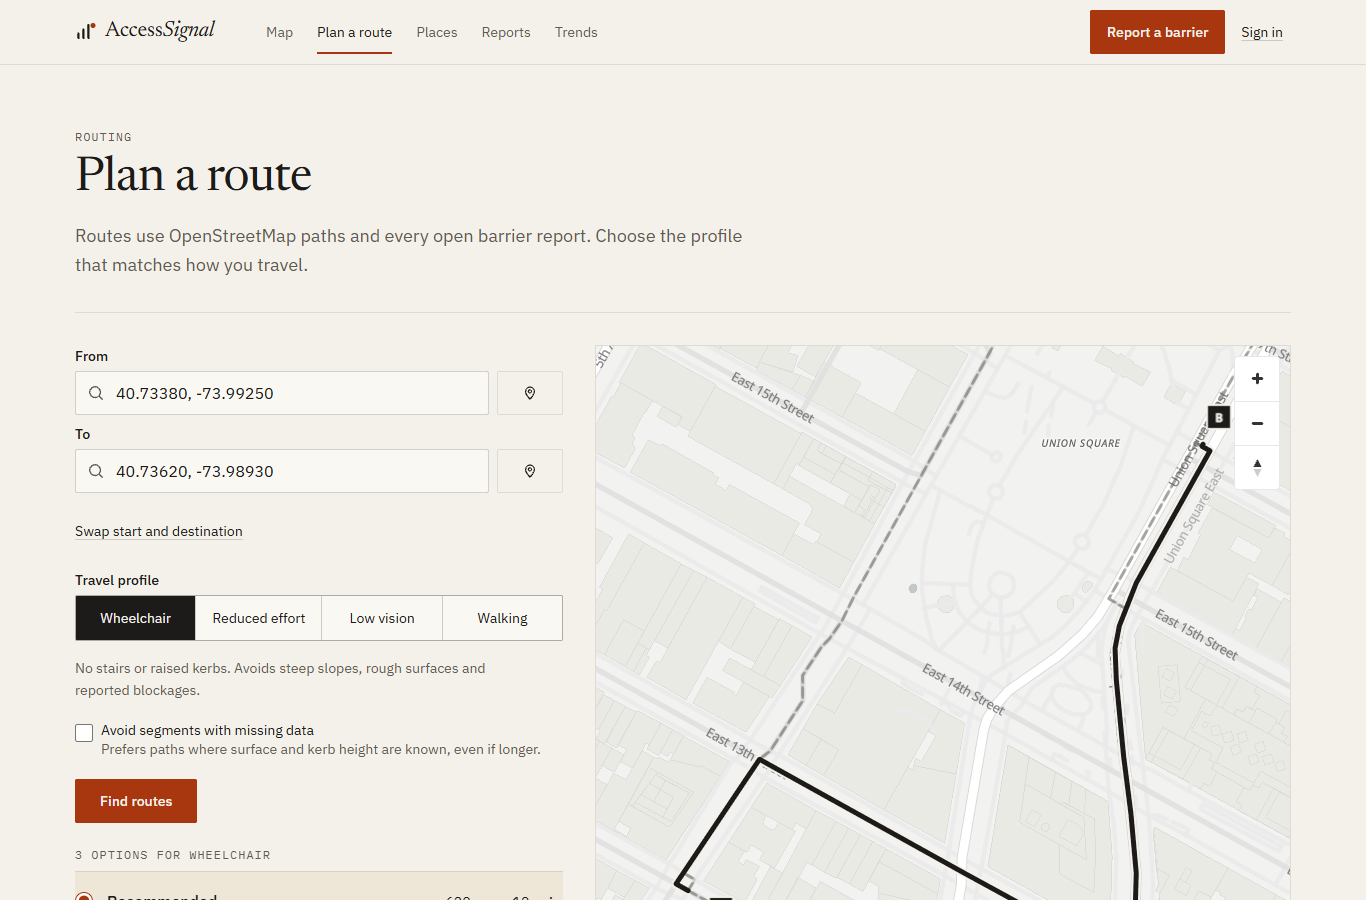 AccessSignal
Map
Plan a route
Places
Reports
Trends
Report a barrier
Sign in
ROUTING
Plan a route
Routes use OpenStreetMap paths and every open barrier report. Choose the profile
that matches how you travel.
From
40.73380, -73.99250
To
40.73620, -73.98930
Swap start and destination
Travel profile
Wheelchair
Reduced effort
Low vision
Walking
No stairs or raised kerbs. Avoids steep slopes, rough surfaces and
reported blockages.
Avoid segments with missing data
Prefers paths where surface and kerb height are known, even if longer.
Find routes
3 OPTIONS FOR WHEELCHAIR
Recommended
East 15th Street
UNION SQUARE
B
Union Square East
East 15th Street
East 14th Street
East 13th